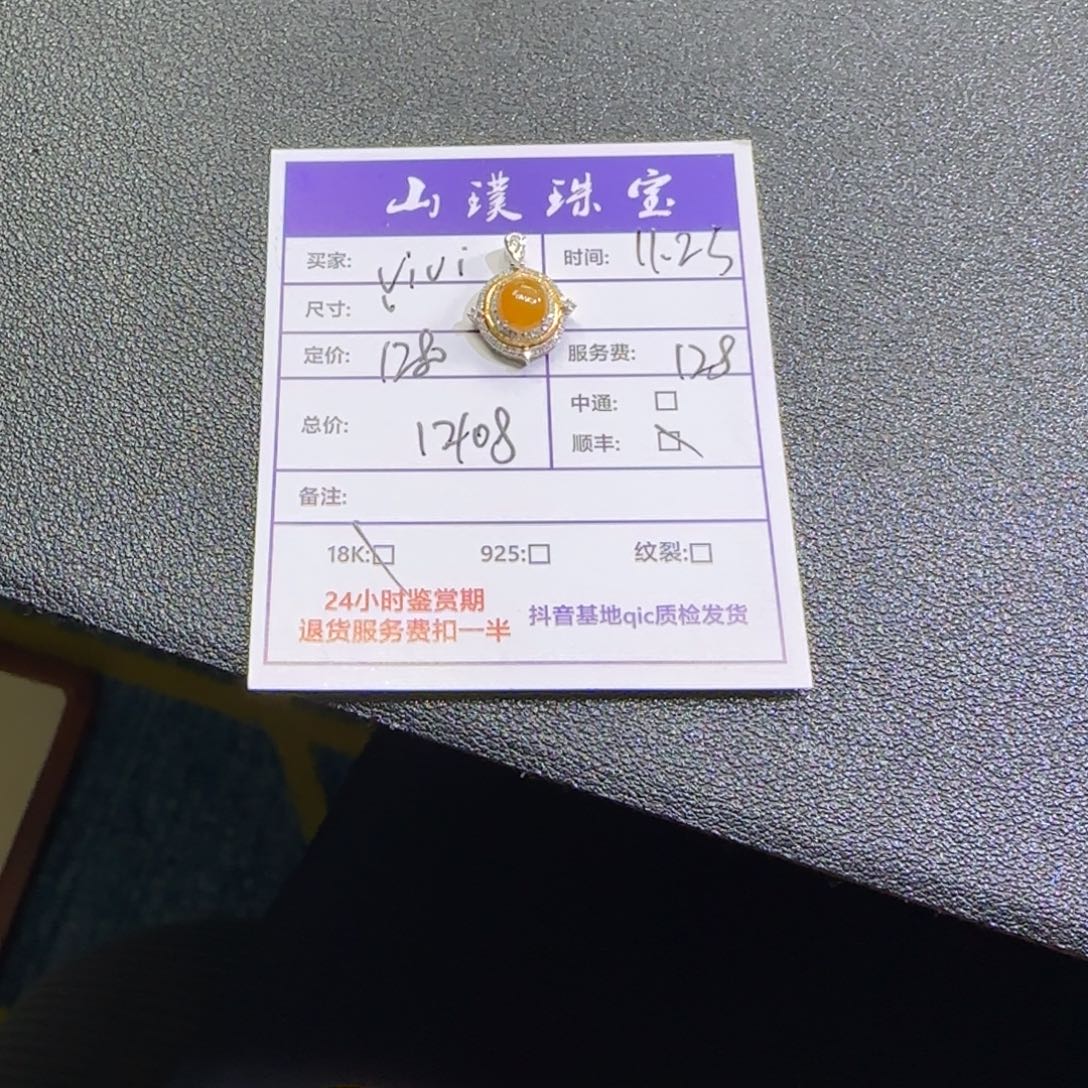 山璞珠宝
买家: vivi 时间: 11.25
尺寸:
定价: 1280 服务费: 128
总价: 1408 中通: □
顺丰: □
备注:
18K:□ 925:□ 纹裂:□
24小时鉴赏期
退货服务费扣一半 抖音基地qic质检发货